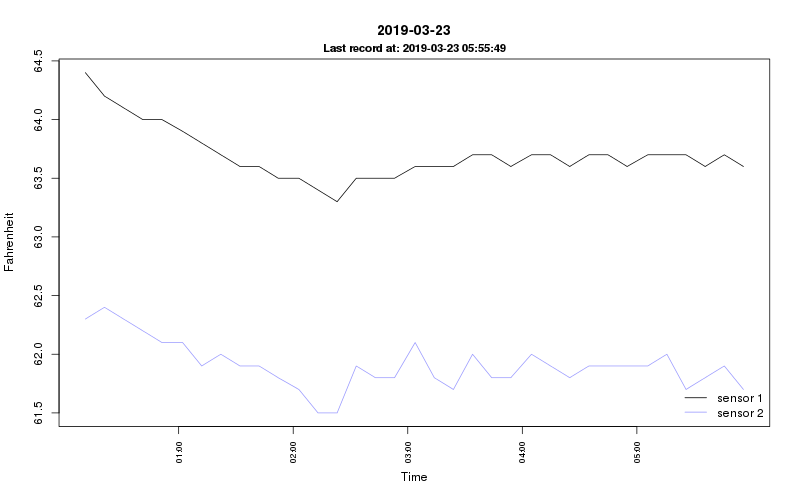 2019-03-23
Last record at: 2019-03-23 05:55:49
Fahrenheit
64.5
64.0
63.5
63.0
62.5
62.0
61.5
sensor 1
sensor 2
01:00 02:00 03:00 04:00 05:00
Time